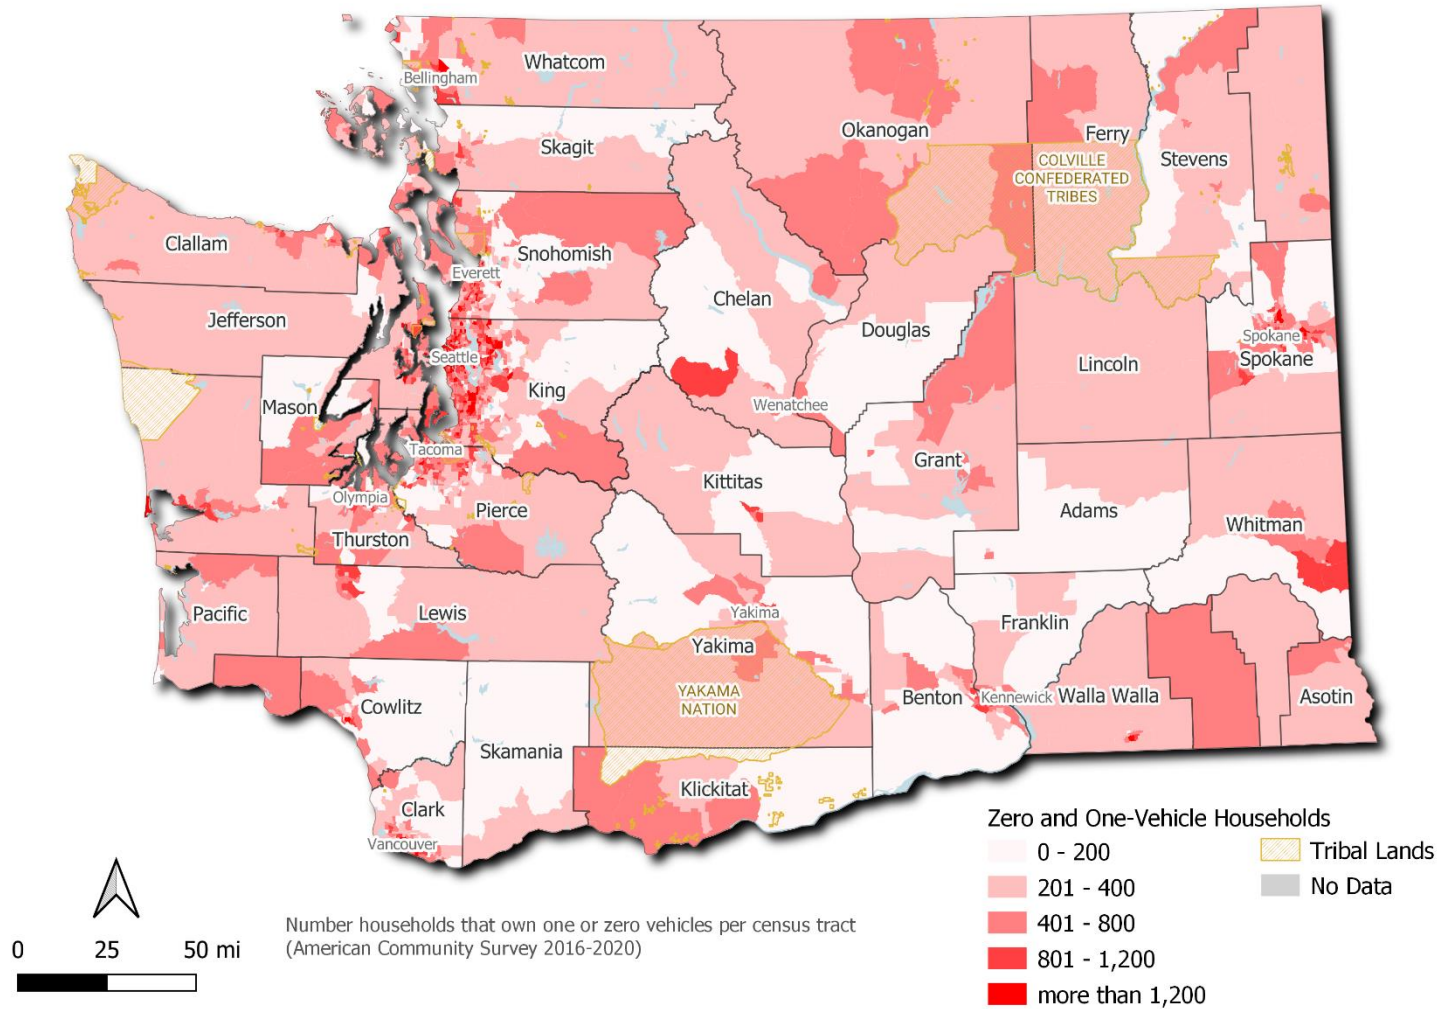 Whatcom
Bellingham
Okanogan
Ferry
Skagit
Stevens
COLVILLE
CONFEDERATED
TRIBES
Clallam
Snohomish
Everett
Chelan
Jefferson
Douglas
Spokane
Seattle
Spokane
Lincoln
King
Mason
Wenatchee
Tacoma
Grant
Kittitas
Olympia
Pierce
Adams
Whitman
Thurston
Pacific
Lewis
Yakima
Franklin
Yakima
YAKAMA
NATION
Benton
Kennewick
Walla Walla
Asotin
Cowlitz
Skamania
Klickitat
Clark
Vancouver
Zero and One-Vehicle Households
0 - 200
201 - 400
401 - 800
801 - 1,200
more than 1,200
Tribal Lands
No Data
Number households that own one or zero vehicles per census tract
(American Community Survey 2016-2020)
0 25 50 mi